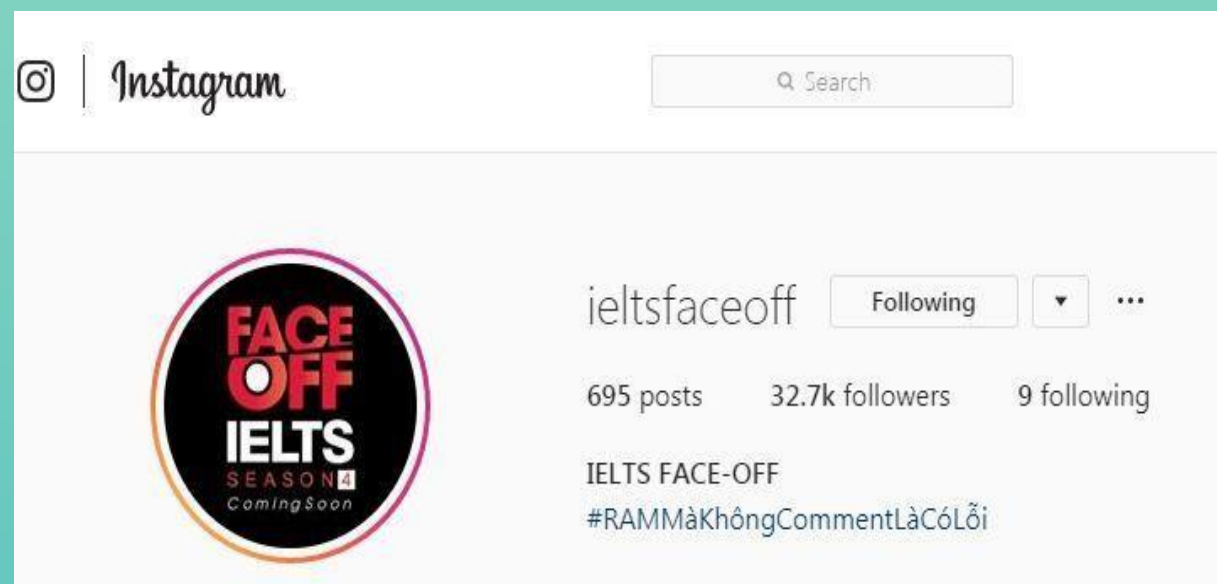 Instagram
Search
FACE
OFF
IELTS
SEASON 4
Coming Soon
ieltsfaceoff Following
695 posts 32.7k followers 9 following
IELTS FACE-OFF
#RAMMàKhôngCommentLàCóLỗi